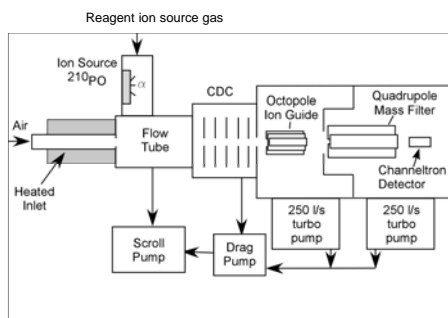 Reagent ion source gas
Ion Source
210PO
α
CDC
Octopole
Ion Guide
Quadrupole
Mass Filter
Air
Flow
Tube
Heated
Inlet
Channeltron
Detector
Scroll
Pump
Drag
Pump
250 l/s
turbo
pump
250 l/s
turbo
pump